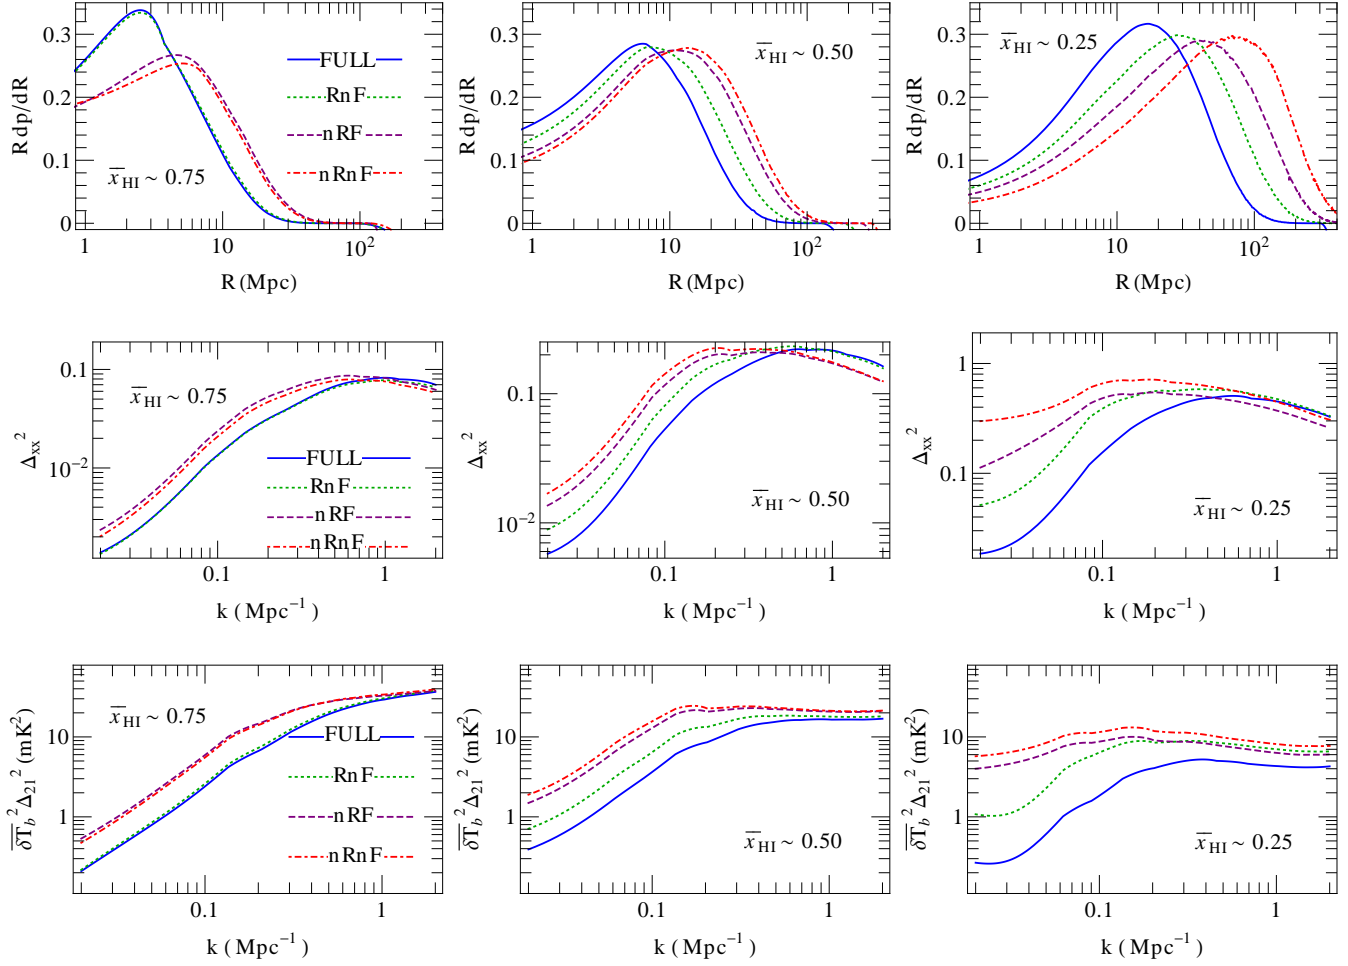 R dp/dR
0.3
0.2
0.1
0
FULL
RnF
nRF
nRnF
x̅HI ~ 0.75
1
10
10²
R (Mpc)
R dp/dR
0.3
0.2
0.1
0
x̅HI ~ 0.50
1
10
10²
R (Mpc)
R dp/dR
0.3
0.2
0.1
0
x̅HI ~ 0.25
1
10
10²
R (Mpc)
Δxx²
0.1
10⁻²
x̅HI ~ 0.75
FULL
RnF
nRF
nRnF
0.1
1
k (Mpc⁻¹)
Δxx²
0.1
10⁻²
x̅HI ~ 0.50
0.1
1
k (Mpc⁻¹)
Δxx²
1
0.1
x̅HI ~ 0.25
0.1
1
k (Mpc⁻¹)
δT̅b² Δ21² (mK²)
10
1
x̅HI ~ 0.75
FULL
RnF
nRF
nRnF
0.1
1
k (Mpc⁻¹)
δT̅b² Δ21² (mK²)
10
1
x̅HI ~ 0.50
0.1
1
k (Mpc⁻¹)
δT̅b² Δ21² (mK²)
10
1
x̅HI ~ 0.25
0.1
1
k (Mpc⁻¹)